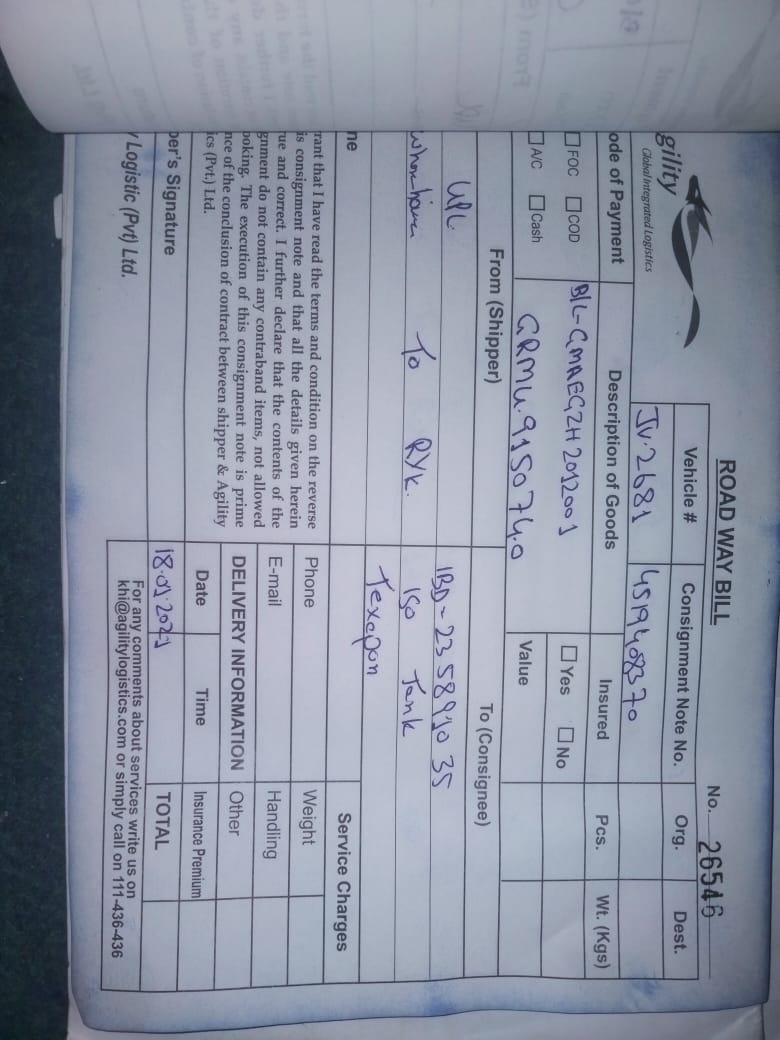 ROAD WAY BILL
No. 26546
gility
Global Integrated Logistics
Vehicle #
Consignment Note No.
Org.
Dest.
JV.2681
4519408370
ode of Payment
Description of Goods
Insured
Pcs.
Wt. (Kgs)
FOC COD
B/L-GMAEGZH2012001
Yes No
A/C Cash
GRMU.915074.0
Value
From (Shipper)
To (Consignee)
UPL
IBD-2358910 35
To RYK.
ISO Tank
Texapon
ne
Service Charges
rant that I have read the terms and condition on the reverse
is consignment note and that all the details given herein
rue and correct. I further declare that the contents of the
gnment do not contain any contraband items, not allowed
ooking. The execution of this consignment note is prime
nce of the conclusion of contract between shipper & Agility
ics (Pvt.) Ltd.
Phone
Weight
E-mail
Handling
DELIVERY INFORMATION
Other
Date
Time
Insurance Premium
per's Signature
18.01.2021
TOTAL
y Logistic (Pvt) Ltd.
For any comments about services write us on
khi@agilitylogistics.com or simply call on 111-436-436